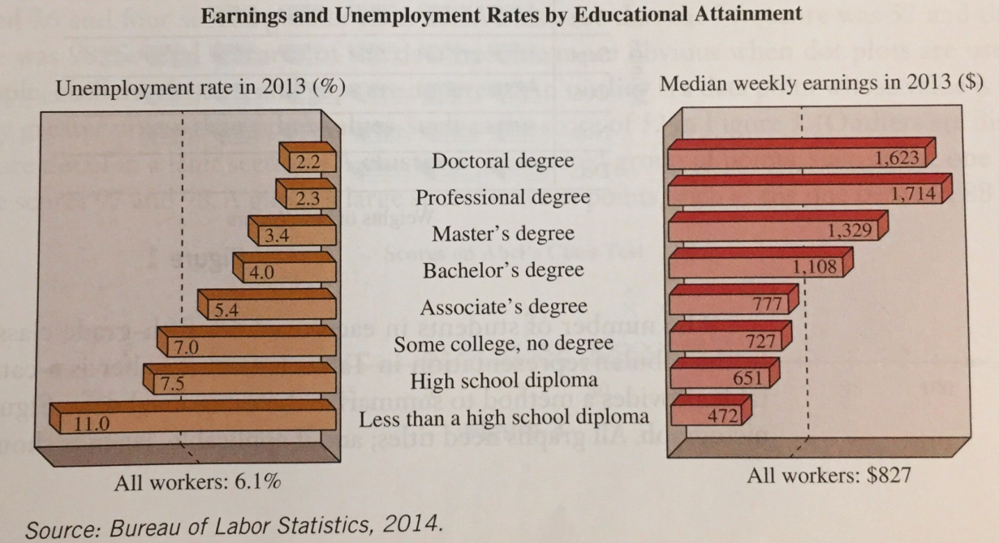 Earnings and Unemployment Rates by Educational Attainment
Unemployment rate in 2013 (%)
Median weekly earnings in 2013 ($)
2.2 Doctoral degree 1,623
2.3 Professional degree 1,714
3.4 Master's degree 1,329
4.0 Bachelor's degree 1,108
5.4 Associate's degree 777
7.0 Some college, no degree 727
7.5 High school diploma 651
11.0 Less than a high school diploma 472
All workers: 6.1%
All workers: $827
Source: Bureau of Labor Statistics, 2014.